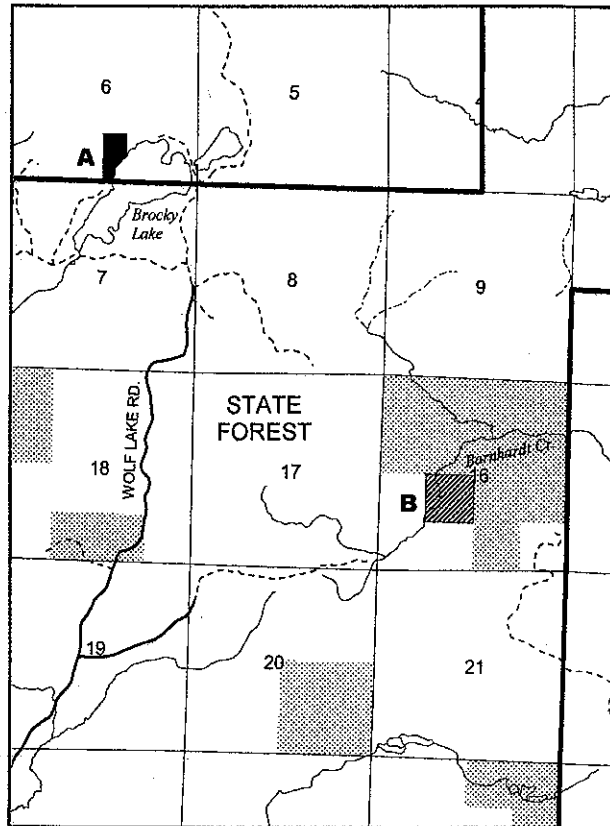 6
5
A
Brocky
Lake
7
8
9
STATE
FOREST
WOLF LAKE RD.
18
17
Barnhardt Cr.
B
19
20
21